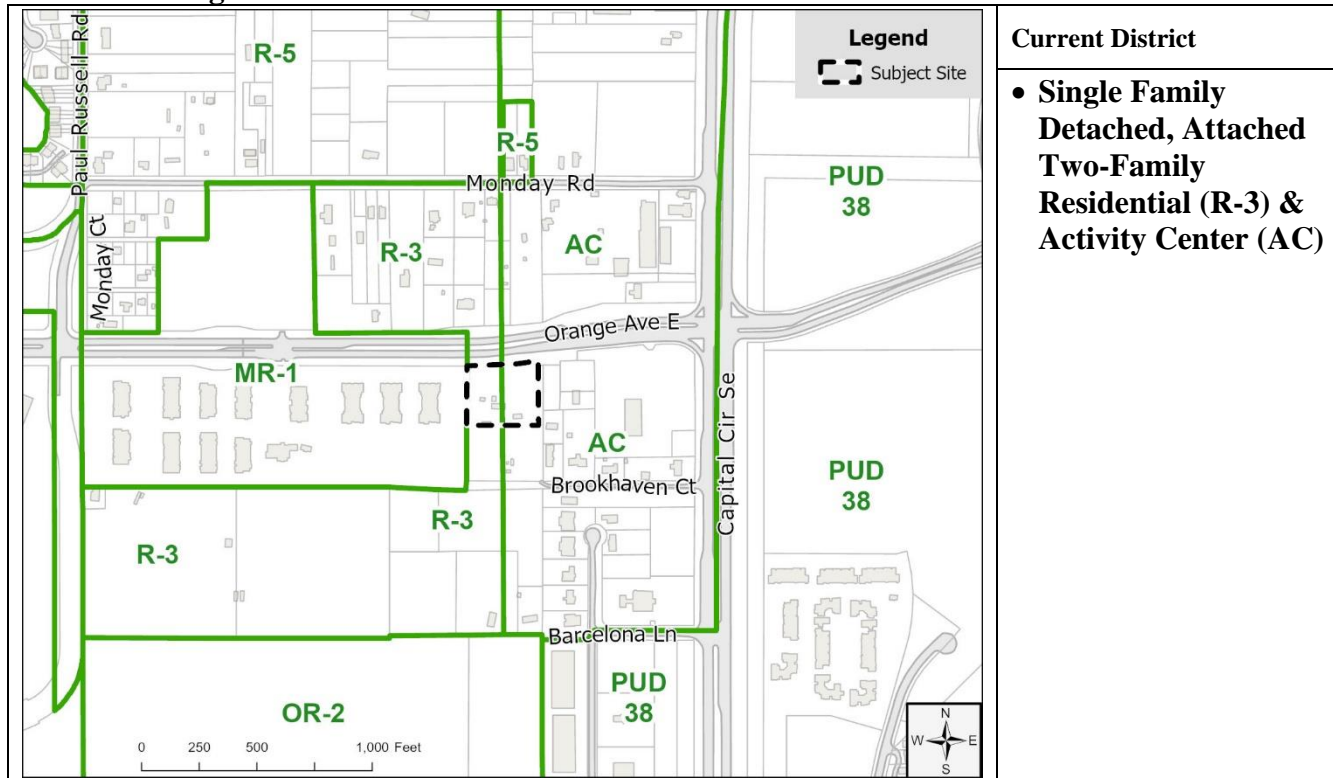 R-5
Legend
Subject Site
Current District
• Single Family
Detached, Attached
Two-Family
Residential (R-3) &
Activity Center (AC)
Paul Russell Rd
R-5
Monday Rd
PUD
38
Monday Ct
R-3
AC
Orange Ave E
MR-1
Capital Cir Se
AC
PUD
38
Brookhaven Ct
R-3
R-3
Barcelona Ln
PUD
38
OR-2
0 250 500 1,000 Feet
N
W E
S